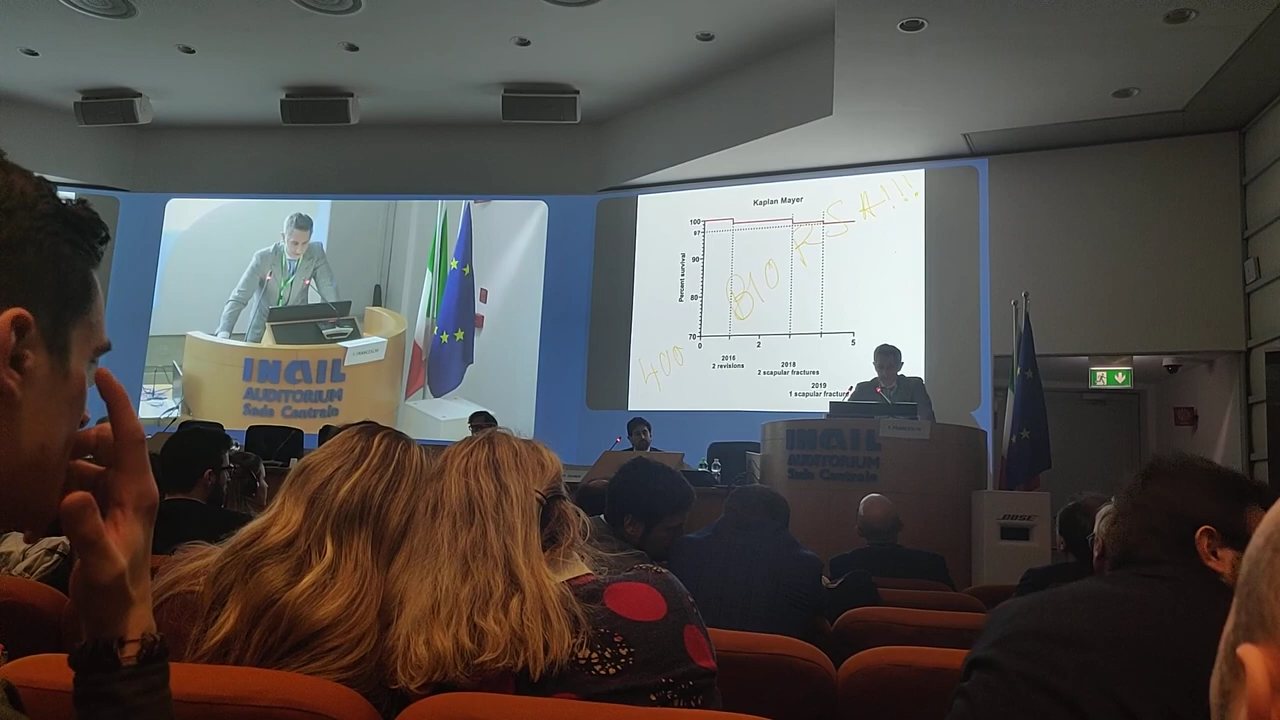 Kaplan Mayer
100
97
90
80
70
Percent survival
0
2
5
2016
2 revisions
2018
2 scapular fractures
2019
1 scapular fracture
400 BIO RSA!!!
INAIL
AUDITORIUM
Sede Centrale
INAIL
AUDITORIUM
Sede Centrale
BOSE